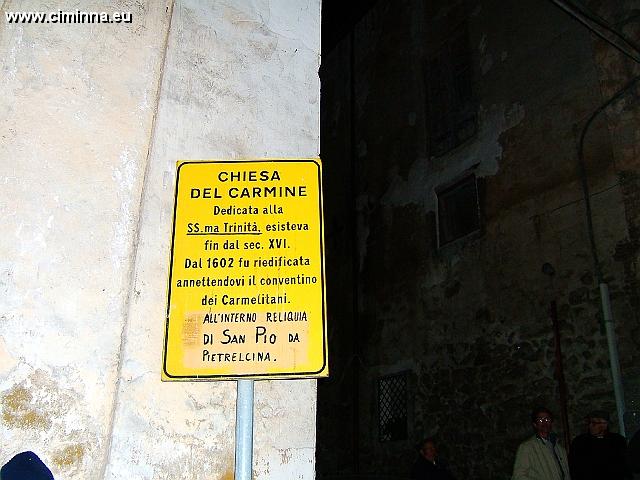 www.ciminna.eu
CHIESA
DEL CARMINE
Dedicata alla
SS.ma Trinità, esisteva
fin dal sec. XVI.
Dal 1602 fu riedificata
annettendovi il conventino
dei Carmelitani.
ALL'INTERNO RELIQUIA
DI SAN PIO DA
PIETRELCINA.